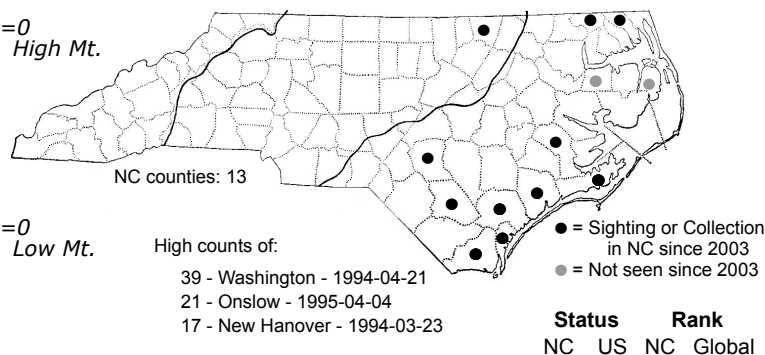 =0
High Mt.
NC counties: 13
=0
Low Mt.
High counts of:
39 - Washington - 1994-04-21
21 - Onslow - 1995-04-04
17 - New Hanover - 1994-03-23
● = Sighting or Collection
in NC since 2003
● = Not seen since 2003
Status Rank
NC US NC Global